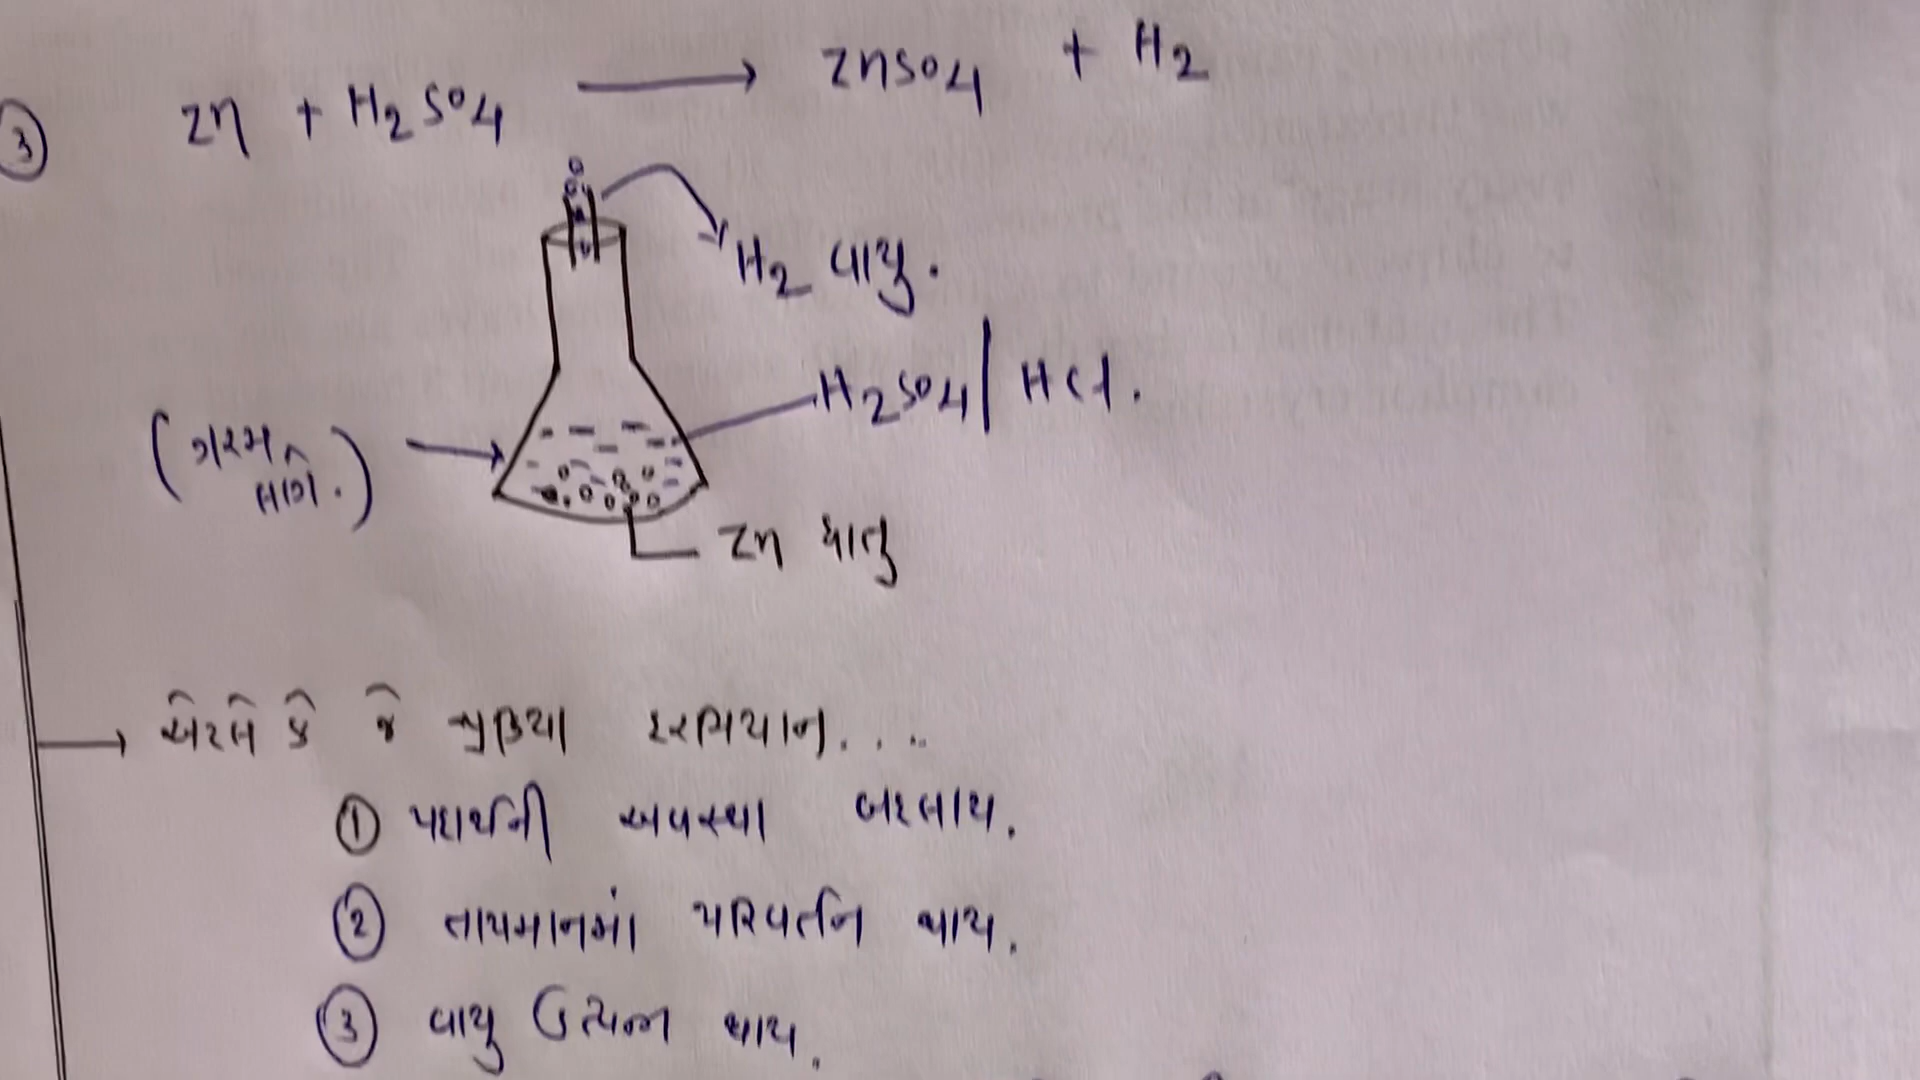 ③ Zn + H2SO4 → ZnSO4 + H2
H2 વાયુ.
H2SO4 / HCl.
(ગરમ લાગે.)
Zn ધાતુ
→ એટલે કે જે પ્રક્રિયા દરમિયાન....
① પદાર્થની અવસ્થા બદલાય.
② તાપમાનમાં પરિવર્તન થાય.
③ વાયુ ઉત્પન્ન થાય.